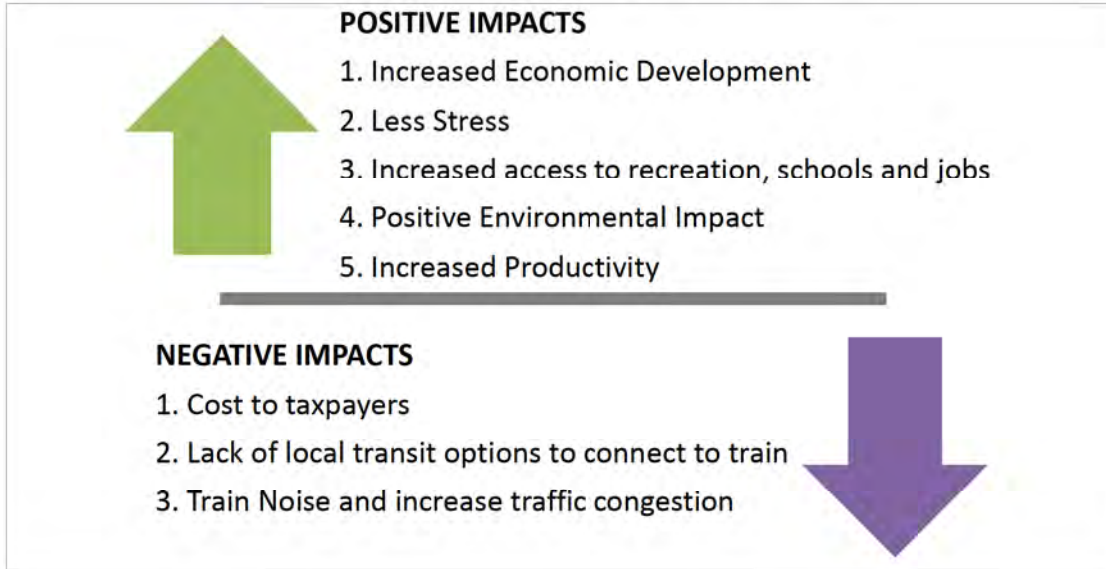 POSITIVE IMPACTS
1. Increased Economic Development
2. Less Stress
3. Increased access to recreation, schools and jobs
4. Positive Environmental Impact
5. Increased Productivity
NEGATIVE IMPACTS
1. Cost to taxpayers
2. Lack of local transit options to connect to train
3. Train Noise and increase traffic congestion